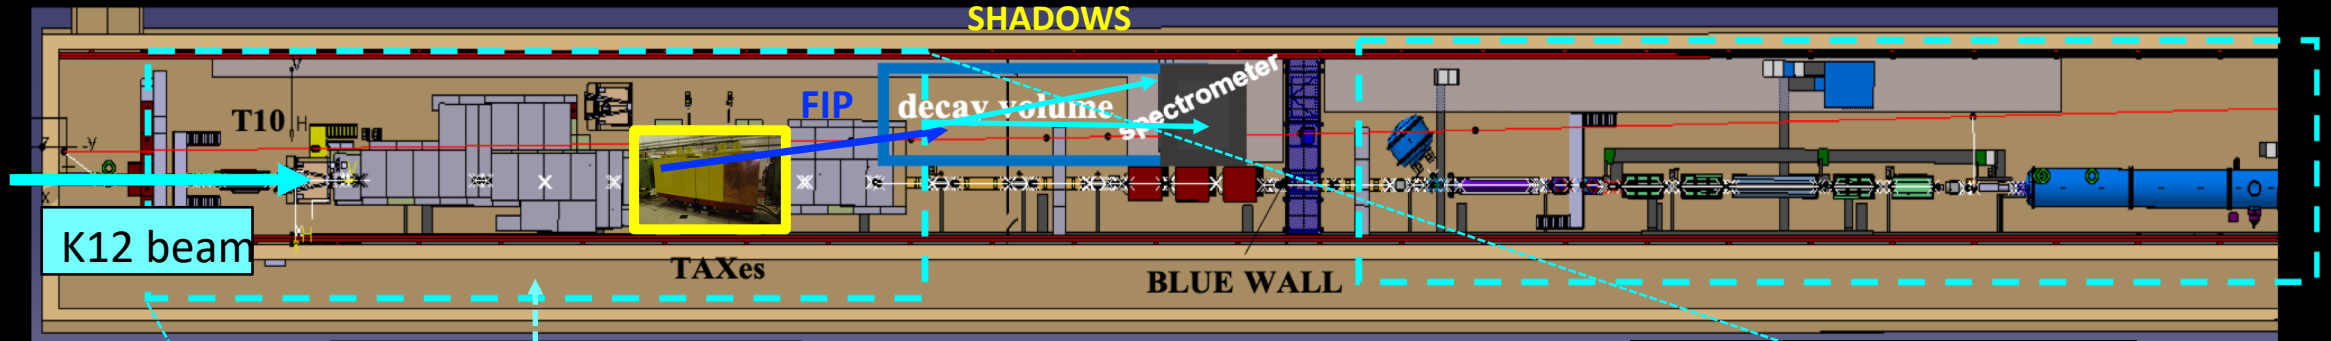 SHADOWS
T10
H
FIP
decay volume
spectrometer
K12 beam
TAXes
BLUE WALL
-y
x
H